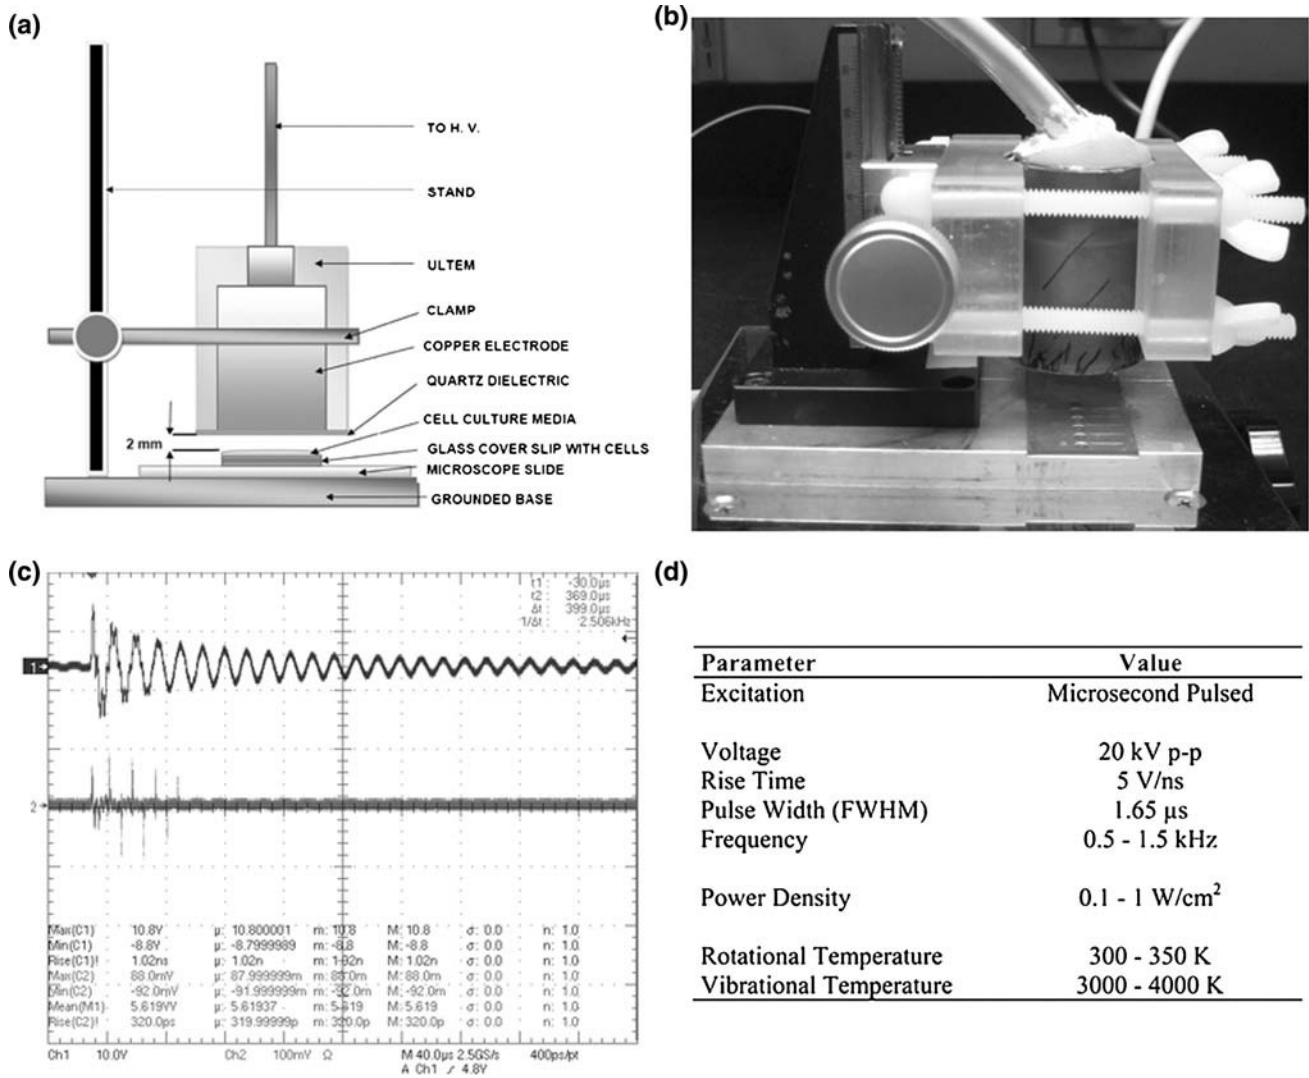 (a)
TO H. V.
STAND
ULTEM
CLAMP
COPPER ELECTRODE
QUARTZ DIELECTRIC
CELL CULTURE MEDIA
2 mm
GLASS COVER SLIP WITH CELLS
MICROSCOPE SLIDE
GROUNDED BASE
(b)
(c)
t1 : -30.0µs
t2 : 369.0µs
Δt : 399.0µs
1/Δt : 2.506kHz
1
2
Max(C1) 10.8V µ: 10.800001 m: 10.8 M: 10.8 σ: 0.0 n: 1.0
Min(C1) -8.8V µ: -8.7999989 m: -8.8 M: -8.8 σ: 0.0 n: 1.0
Rise(C1)! 1.02ns µ: 1.02n m: 1.02n M: 1.02n σ: 0.0 n: 1.0
Max(C2) 88.0mV µ: 87.999999m m: 88.0m M: 88.0m σ: 0.0 n: 1.0
Min(C2) -92.0mV µ: -91.999999m m: -92.0m M: -92.0m σ: 0.0 n: 1.0
Mean(M1) 5.619VV µ: 5.61937 m: 5.619 M: 5.619 σ: 0.0 n: 1.0
Rise(C2)! 320.0ps µ: 319.99999p m: 320.0p M: 320.0p σ: 0.0 n: 1.0
Ch1 10.0V Ch2 100mV Ω M 40.0µs 2.5GS/s 400ps/pt
A Ch1 / 4.8V
(d)
Parameter Value
Excitation Microsecond Pulsed
Voltage 20 kV p-p
Rise Time 5 V/ns
Pulse Width (FWHM) 1.65 µs
Frequency 0.5 - 1.5 kHz
Power Density 0.1 - 1 W/cm²
Rotational Temperature 300 - 350 K
Vibrational Temperature 3000 - 4000 K